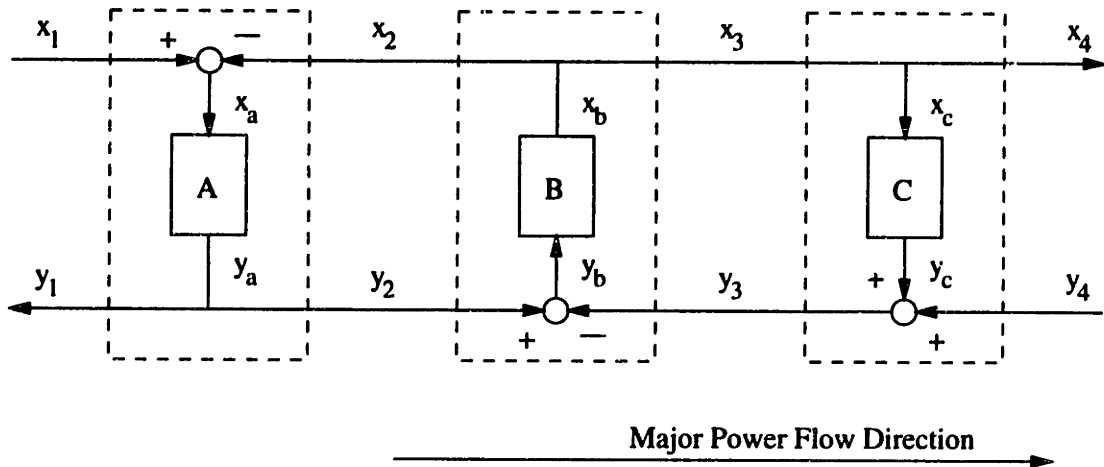 x1 + — x2 x3 x4
xa xb xc
A B C
y1 ya y2 yb y3 + yc y4
+ — +
Major Power Flow Direction